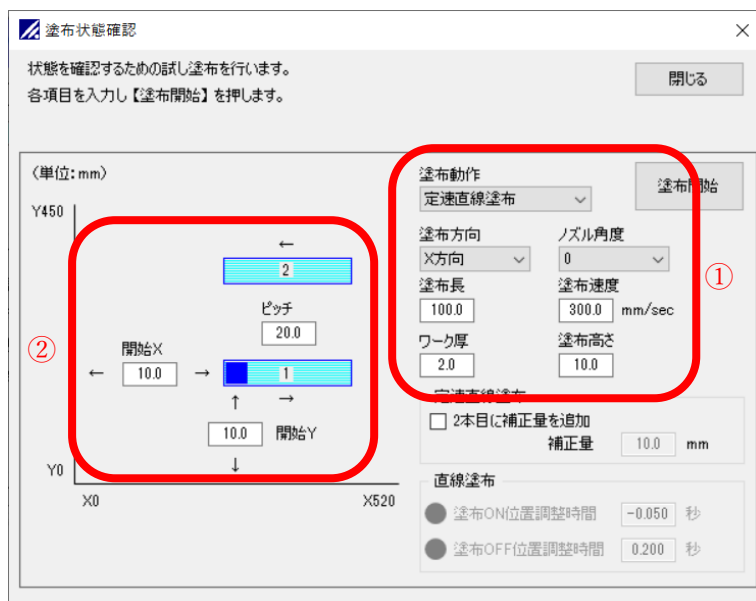 塗布状態確認
状態を確認するための試し塗布を行います。
各項目を入力し【塗布開始】を押します。
閉じる
(単位:mm)
Y450
←
2
ピッチ
20.0
②
開始X
← 10.0 →
1
↑ →
10.0 開始Y
↓
Y0
X0 X520
塗布動作
定速直線塗布
塗布開始
塗布方向 ノズル角度
X方向 0
①
塗布長 塗布速度
100.0 300.0 mm/sec
ワーク厚 塗布高さ
2.0 10.0
定速直線塗布
2本目に補正量を追加
補正量 10.0 mm
直線塗布
塗布ON位置調整時間 -0.050 秒
塗布OFF位置調整時間 0.200 秒